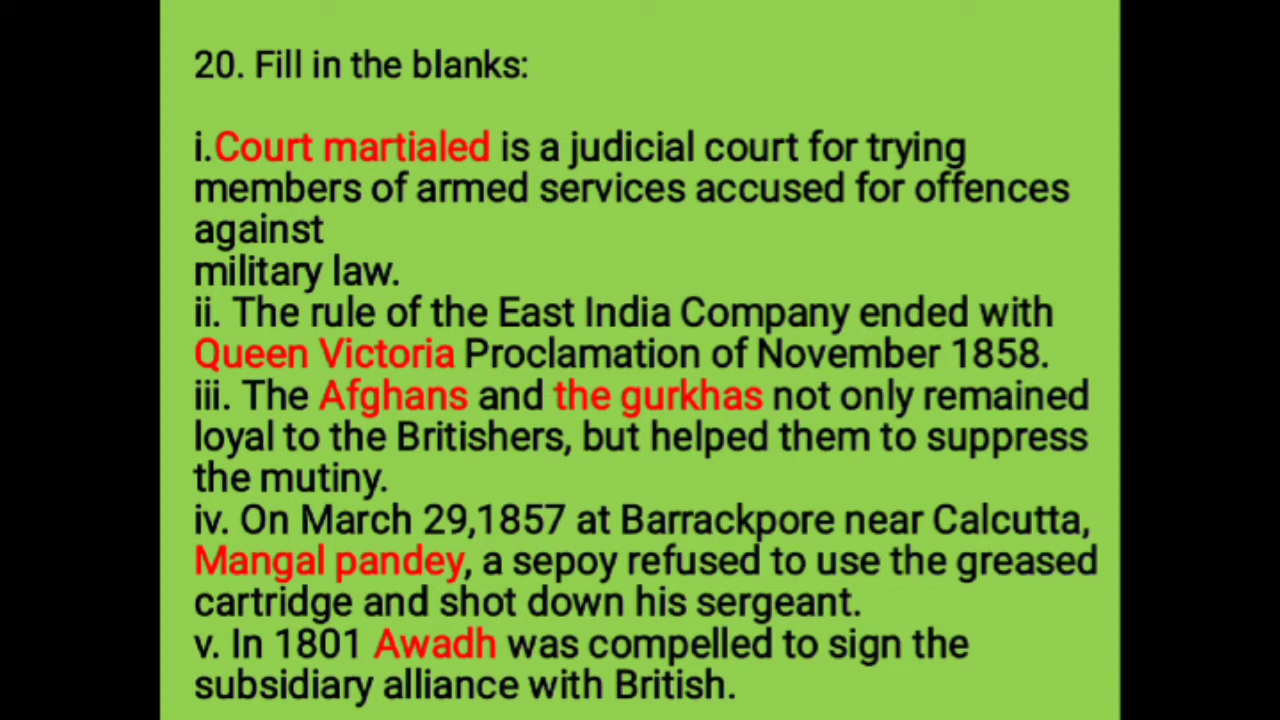 20. Fill in the blanks:
i.Court martialed is a judicial court for trying
members of armed services accused for offences
against
military law.
ii. The rule of the East India Company ended with
Queen Victoria Proclamation of November 1858.
iii. The Afghans and the gurkhas not only remained
loyal to the Britishers, but helped them to suppress
the mutiny.
iv. On March 29,1857 at Barrackpore near Calcutta,
Mangal pandey, a sepoy refused to use the greased
cartridge and shot down his sergeant.
v. In 1801 Awadh was compelled to sign the
subsidiary alliance with British.